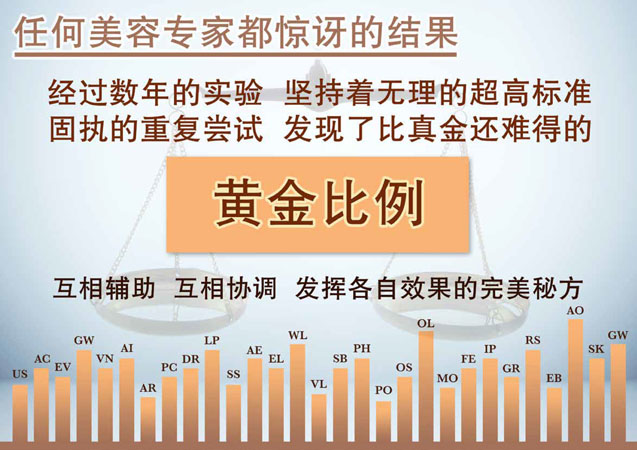 任何美容专家都惊讶的结果
经过数年的实验 坚持着无理的超高标准
固执的重复尝试 发现了比真金还难得的
黄金比例
互相辅助 互相协调 发挥各自效果的完美秘方
US AC EV GW VN AI AR PC DR LP SS AE EL WL VL SB PH PO OS OL MO FE IP GR RS EB AO SK GW